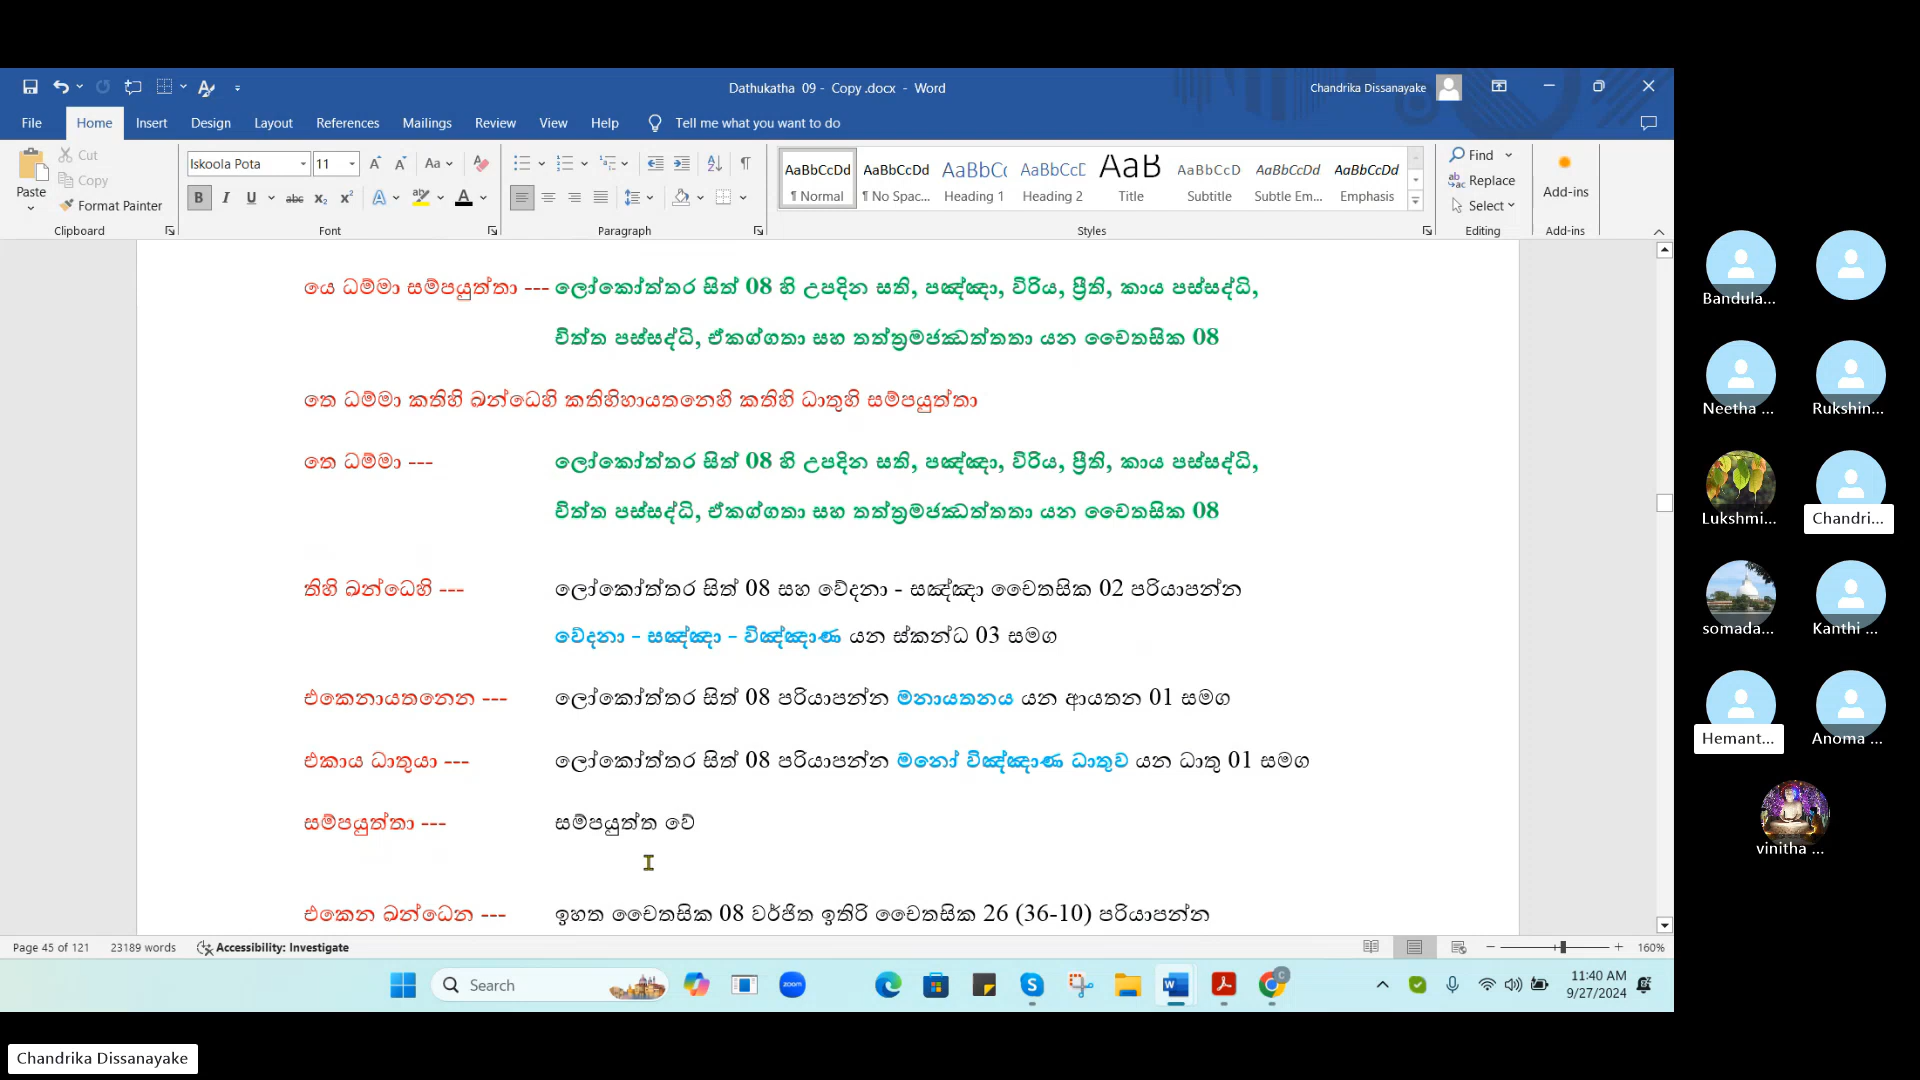 Dathukatha 09 - Copy .docx - Word
Chandrika Dissanayake
File Home Insert Design Layout References Mailings Review View Help Tell me what you want to do
Paste
Cut
Copy
Format Painter
Clipboard
Iskoola Pota 11
Font
Paragraph
AaBbCcDd AaBbCcDd AaBbCc AaBbCcD AaB AaBbCcD AaBbCcDd AaBbCcDd
¶ Normal ¶ No Spac... Heading 1 Heading 2 Title Subtitle Subtle Em... Emphasis
Styles
Find
Replace
Select
Editing
Add-ins
Add-ins
යෙ ධම්මා සම්පයුත්තා --- ලෝකෝත්තර සිත් 08 හි උපදින සති, පඤ්ඤා, විරිය, ප්‍රීති, කාය පස්සද්ධි,
චිත්ත පස්සද්ධි, ඒකග්ගතා සහ තත්‍රමජ්ඣත්තතා යන චෛතසික 08
තෙ ධම්මා කතිහි ඛන්ධෙහි කතිහිහායතනෙහි කතිහි ධාතුහි සම්පයුත්තා
තෙ ධම්මා --- ලෝකෝත්තර සිත් 08 හි උපදින සති, පඤ්ඤා, විරිය, ප්‍රීති, කාය පස්සද්ධි,
චිත්ත පස්සද්ධි, ඒකග්ගතා සහ තත්‍රමජ්ඣත්තතා යන චෛතසික 08
තිහි ඛන්ධෙහි --- ලෝකෝත්තර සිත් 08 සහ වේදනා - සඤ්ඤා චෛතසික 02 පරියාපන්න
වේදනා - සඤ්ඤා - විඤ්ඤාණ යන ස්කන්ධ 03 සමග
එකෙනායතනෙන --- ලෝකෝත්තර සිත් 08 පරියාපන්න මනායතනය යන ආයතන 01 සමග
එකාය ධාතුයා --- ලෝකෝත්තර සිත් 08 පරියාපන්න මනෝ විඤ්ඤාණ ධාතුව යන ධාතු 01 සමග
සම්පයුත්තා --- සම්පයුත්ත වේ
එකෙන ඛන්ධෙන --- ඉහත චෛතසික 08 වර්ජිත ඉතිරි චෛතසික 26 (36-10) පරියාපන්න
Page 45 of 121 23189 words Accessibility: Investigate 160%
Search
zoom
11:40 AM
9/27/2024
Bandula...
Neetha ... Rukshin...
Lukshmi... Chandri...
somada... Kanthi ...
Hemant... Anoma ...
vinitha ...
Chandrika Dissanayake